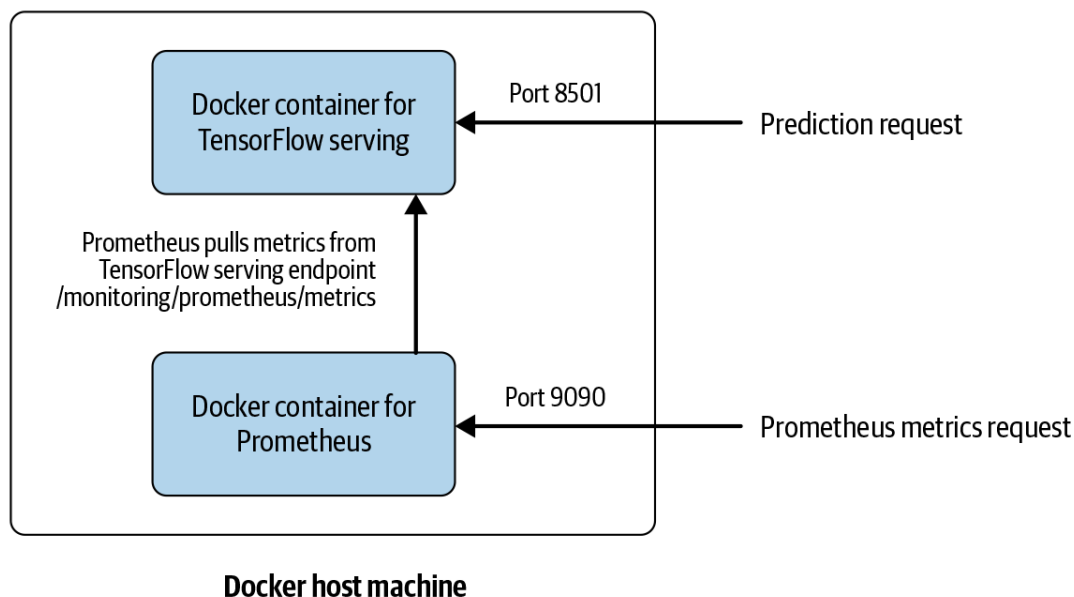 Docker container for
TensorFlow serving
Port 8501
Prediction request
Prometheus pulls metrics from
TensorFlow serving endpoint
/monitoring/prometheus/metrics
Docker container for
Prometheus
Port 9090
Prometheus metrics request
Docker host machine